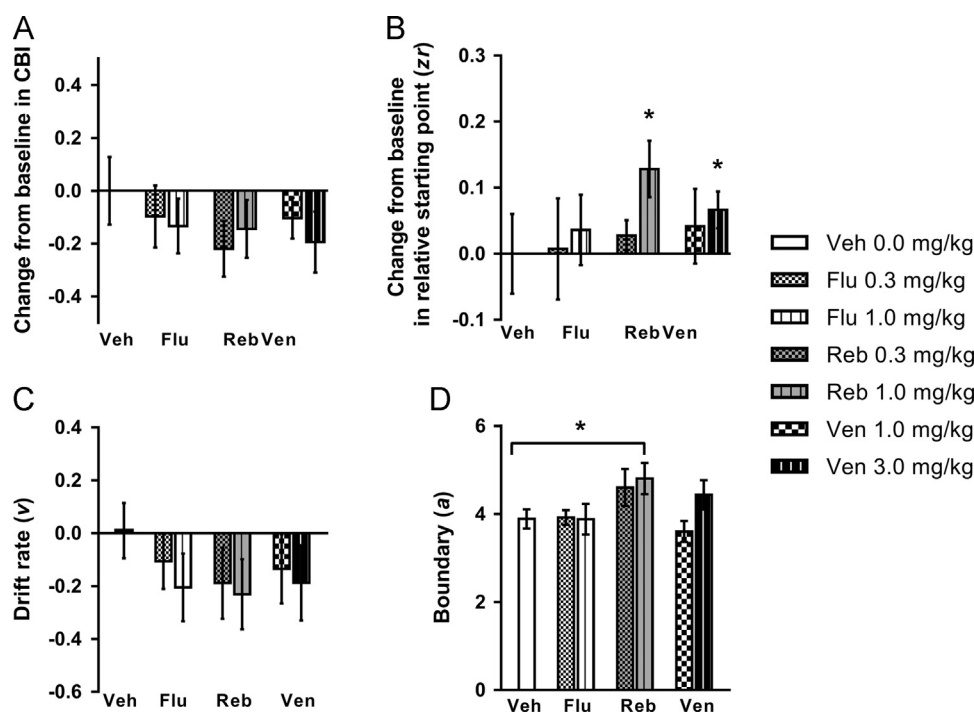 A
Change from baseline in CBI
0.4
0.2
0.0
-0.2
-0.4
Veh Flu Reb Ven
B
Change from baseline
in relative starting point (zr)
0.3
0.2
0.1
0.0
-0.1
*
*
Veh Flu Reb Ven
Veh 0.0 mg/kg
Flu 0.3 mg/kg
Flu 1.0 mg/kg
Reb 0.3 mg/kg
Reb 1.0 mg/kg
Ven 1.0 mg/kg
Ven 3.0 mg/kg
C
Drift rate (v)
0.4
0.2
0.0
-0.2
-0.4
-0.6
Veh Flu Reb Ven
D
Boundary (a)
6
4
2
0
*
Veh Flu Reb Ven